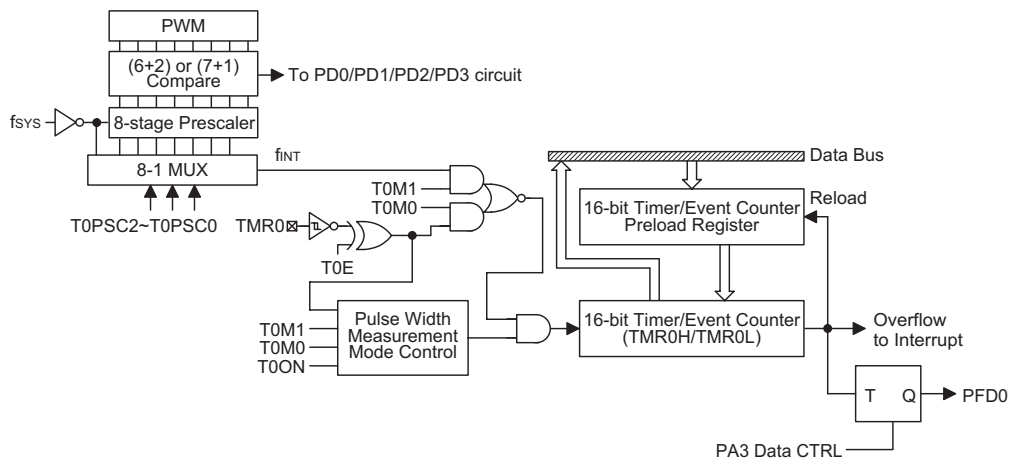 PWM
(6+2) or (7+1)
Compare
To PD0/PD1/PD2/PD3 circuit
fSYS
8-stage Prescaler
8-1 MUX
fINT
T0PSC2~T0PSC0
T0M1
T0M0
TMR0
T0E
T0M1
T0M0
T0ON
Pulse Width
Measurement
Mode Control
Data Bus
16-bit Timer/Event Counter
Preload Register
Reload
16-bit Timer/Event Counter
(TMR0H/TMR0L)
Overflow
to Interrupt
T
Q
PFD0
PA3 Data CTRL